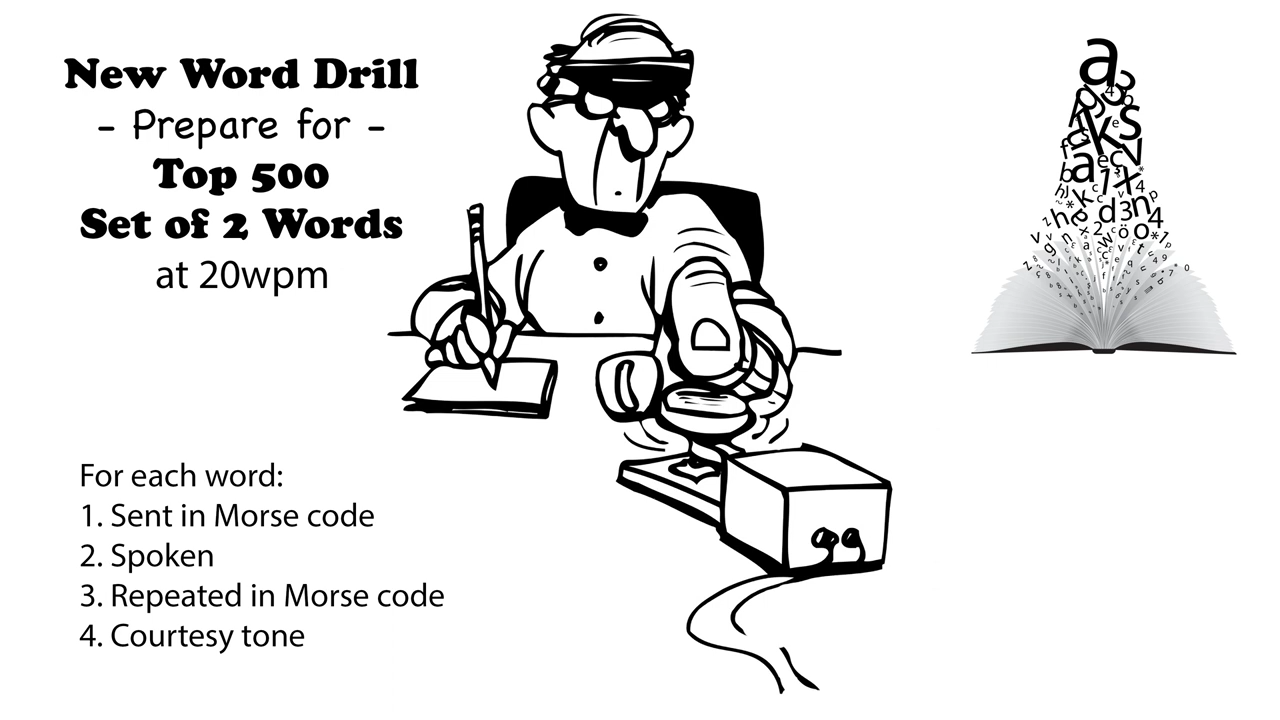 New Word Drill
- Prepare for -
Top 500
Set of 2 Words
at 20wpm
For each word:
1. Sent in Morse code
2. Spoken
3. Repeated in Morse code
4. Courtesy tone